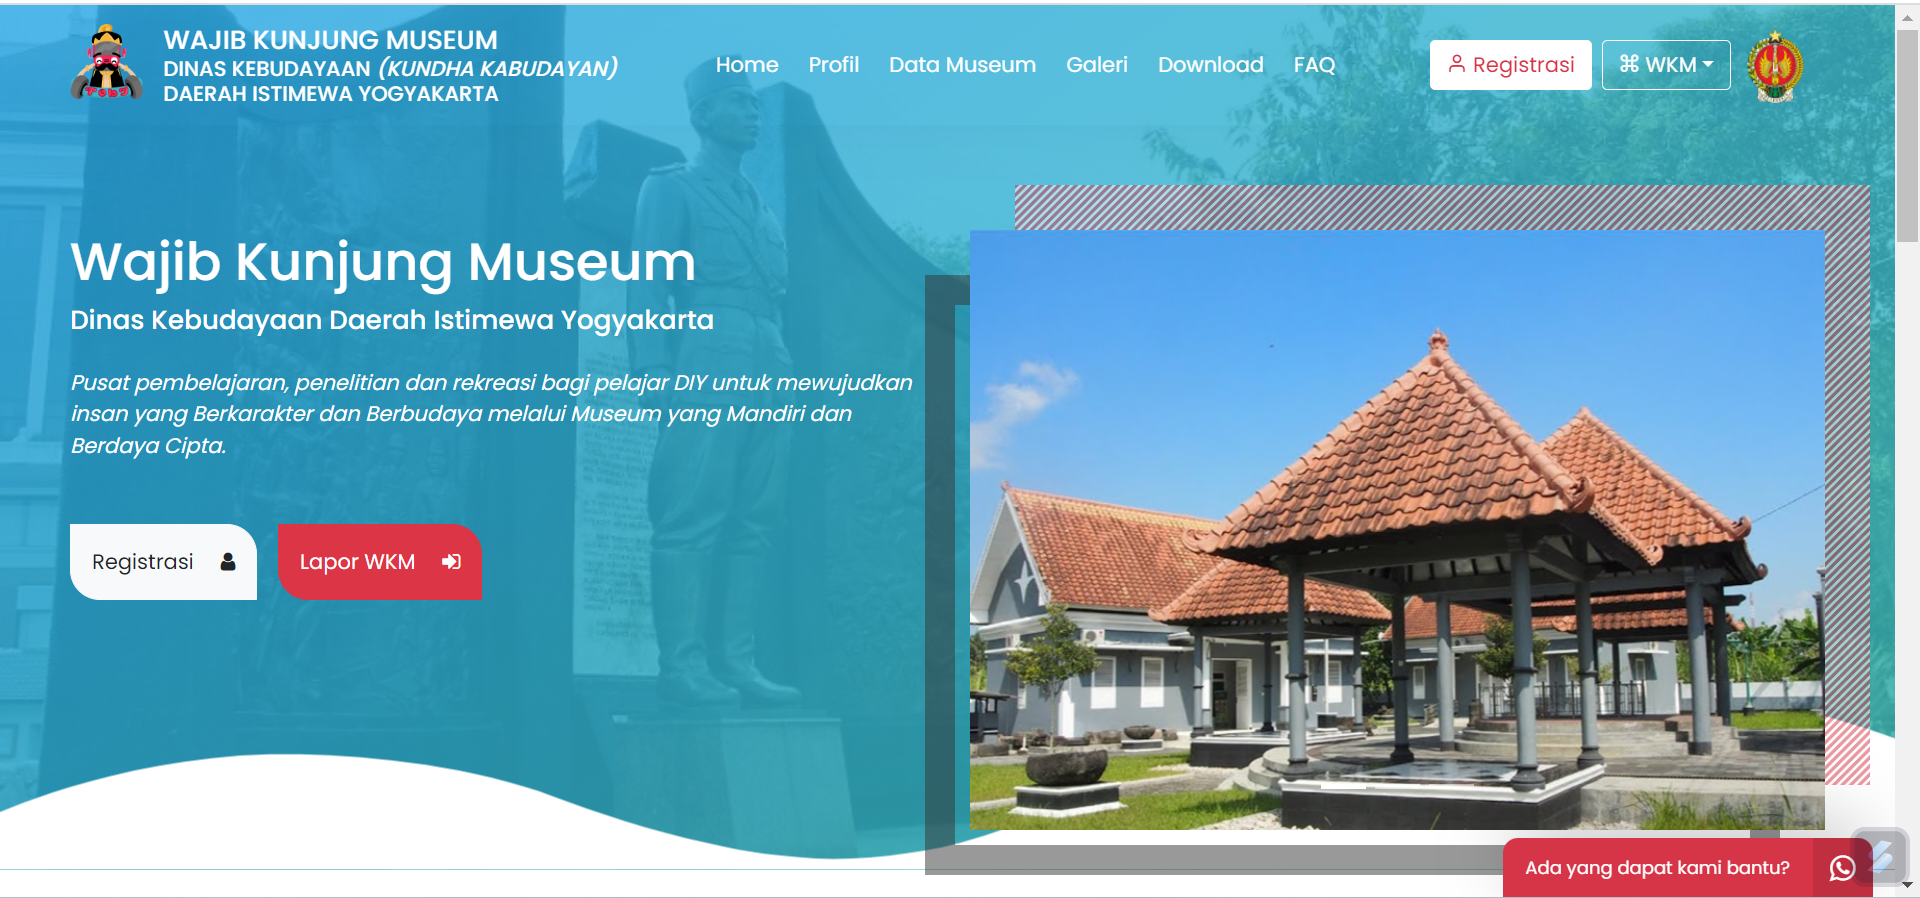 WAJIB KUNJUNG MUSEUM
DINAS KEBUDAYAAN (KUNDHA KABUDAYAN)
DAERAH ISTIMEWA YOGYAKARTA
Home Profil Data Museum Galeri Download FAQ
Registrasi
WKM
Wajib Kunjung Museum
Dinas Kebudayaan Daerah Istimewa Yogyakarta
Pusat pembelajaran, penelitian dan rekreasi bagi pelajar DIY untuk mewujudkan
insan yang Berkarakter dan Berbudaya melalui Museum yang Mandiri dan
Berdaya Cipta.
Registrasi
Lapor WKM
Ada yang dapat kami bantu?